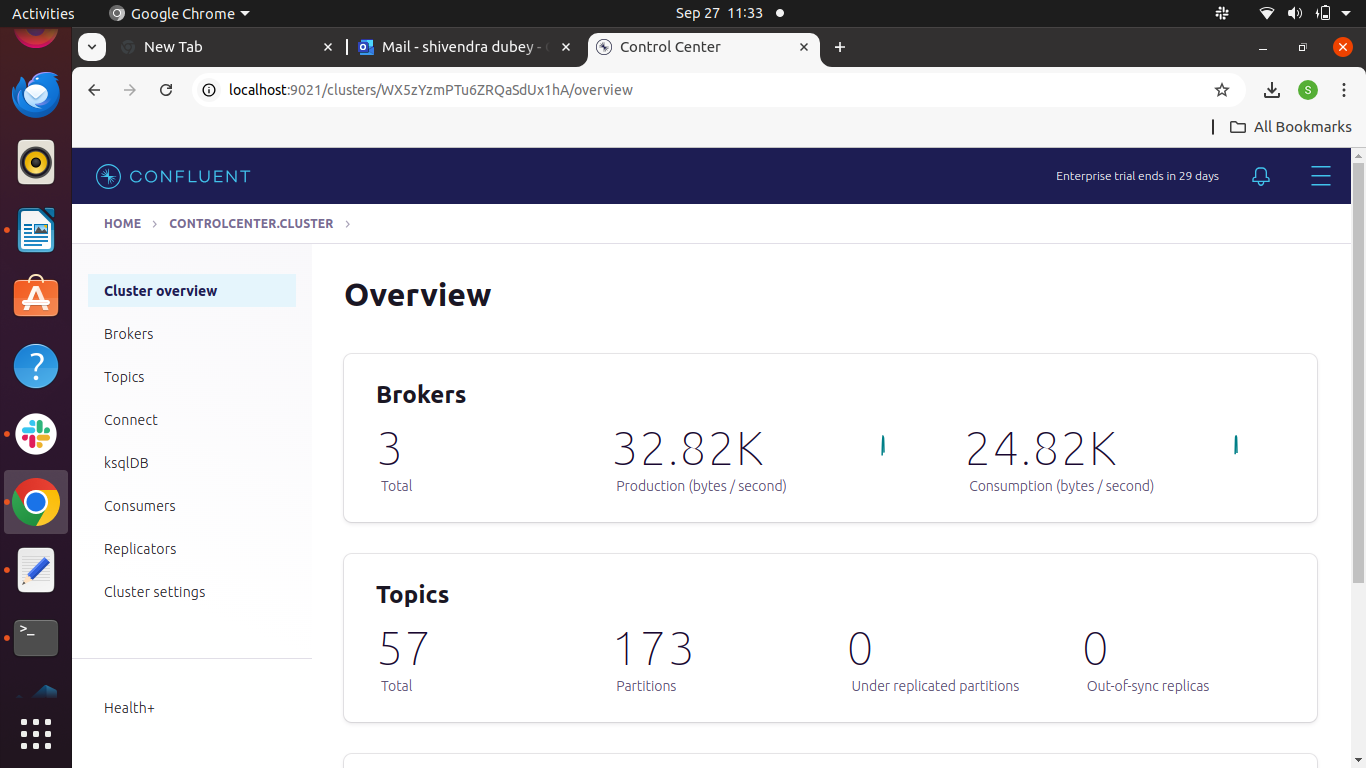 Activities Google Chrome Sep 27 11:33
New Tab Mail - shivendra dubey - Control Center
localhost:9021/clusters/WX5zYzmPTu6ZRQaSdUx1hA/overview S
All Bookmarks
CONFLUENT Enterprise trial ends in 29 days
HOME > CONTROLCENTER.CLUSTER >
Cluster overview
Brokers
Topics
Connect
ksqlDB
Consumers
Replicators
Cluster settings
Health+
Overview
Brokers
3 32.82K 24.82K
Total Production (bytes / second) Consumption (bytes / second)
Topics
57 173 0 0
Total Partitions Under replicated partitions Out-of-sync replicas